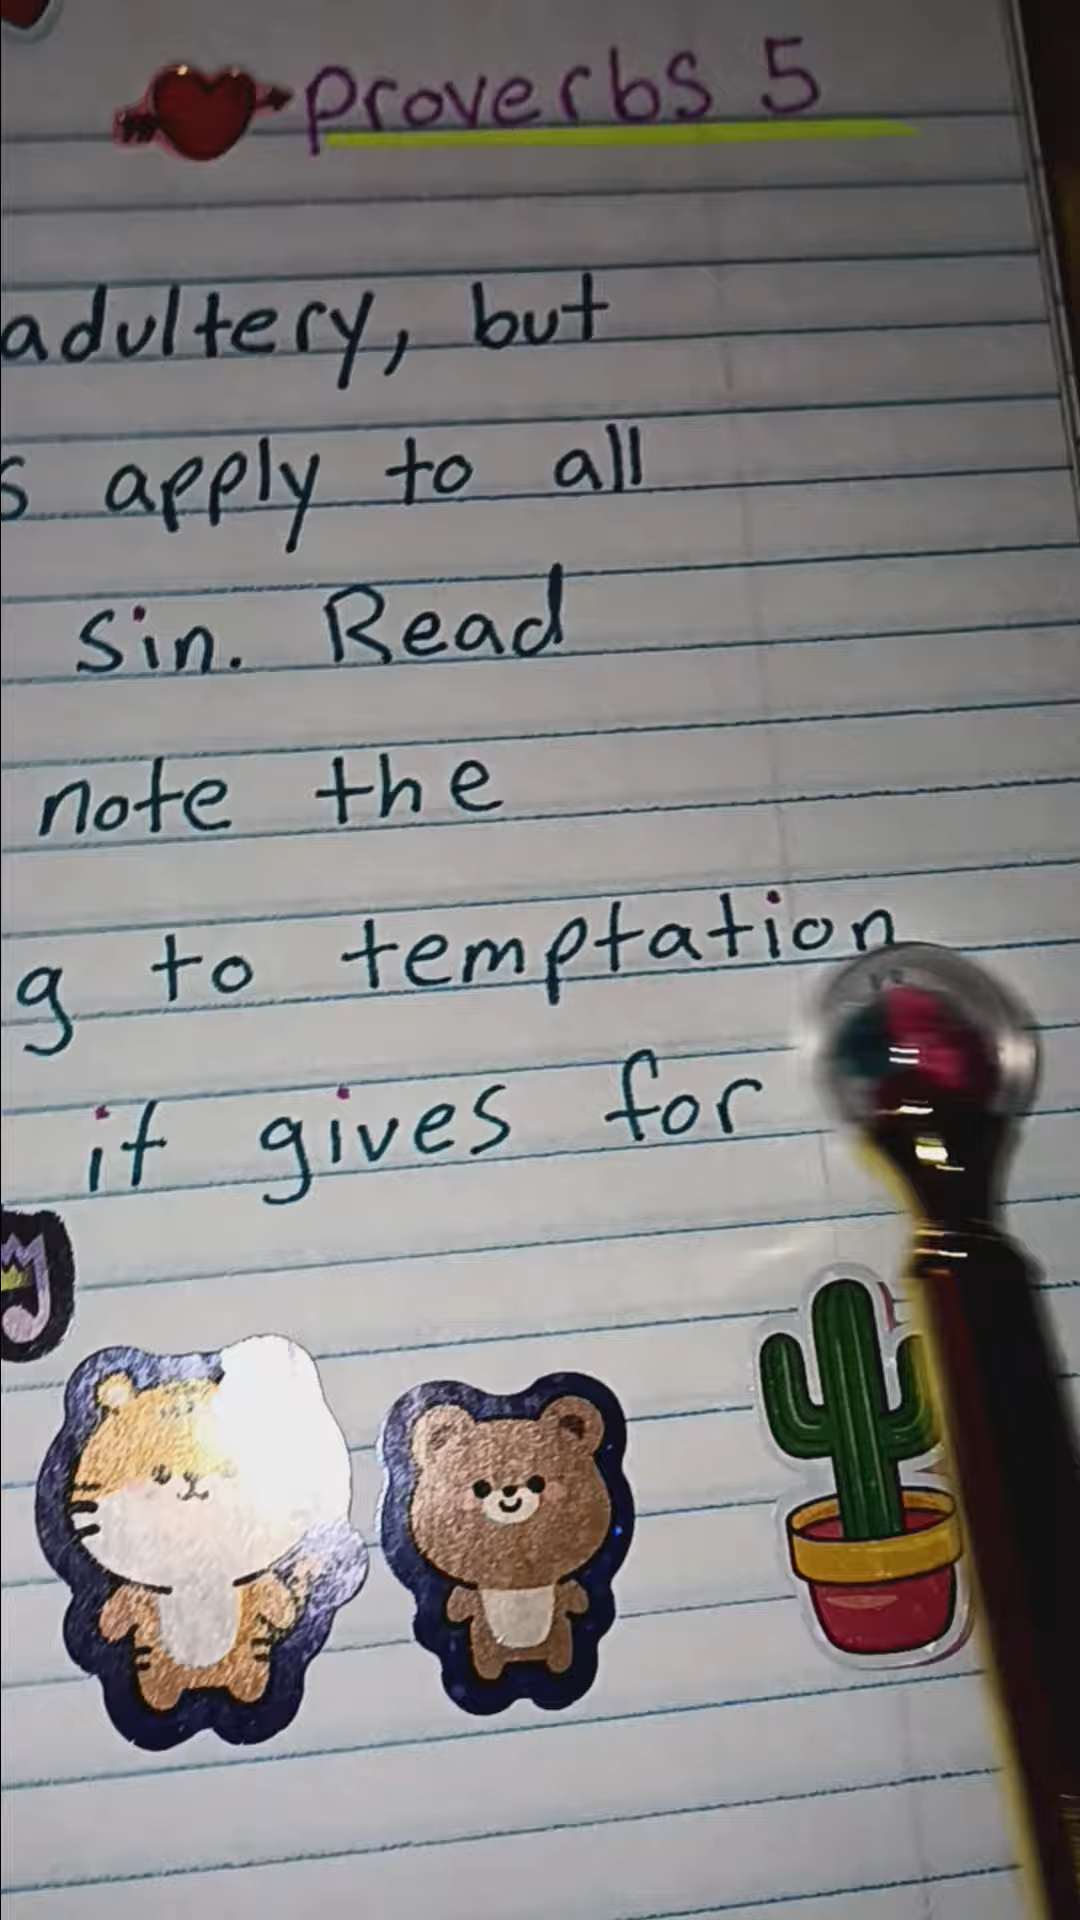 proverbs 5
adultery, but
s apply to all
sin. Read
note the
g to temptation
it gives for